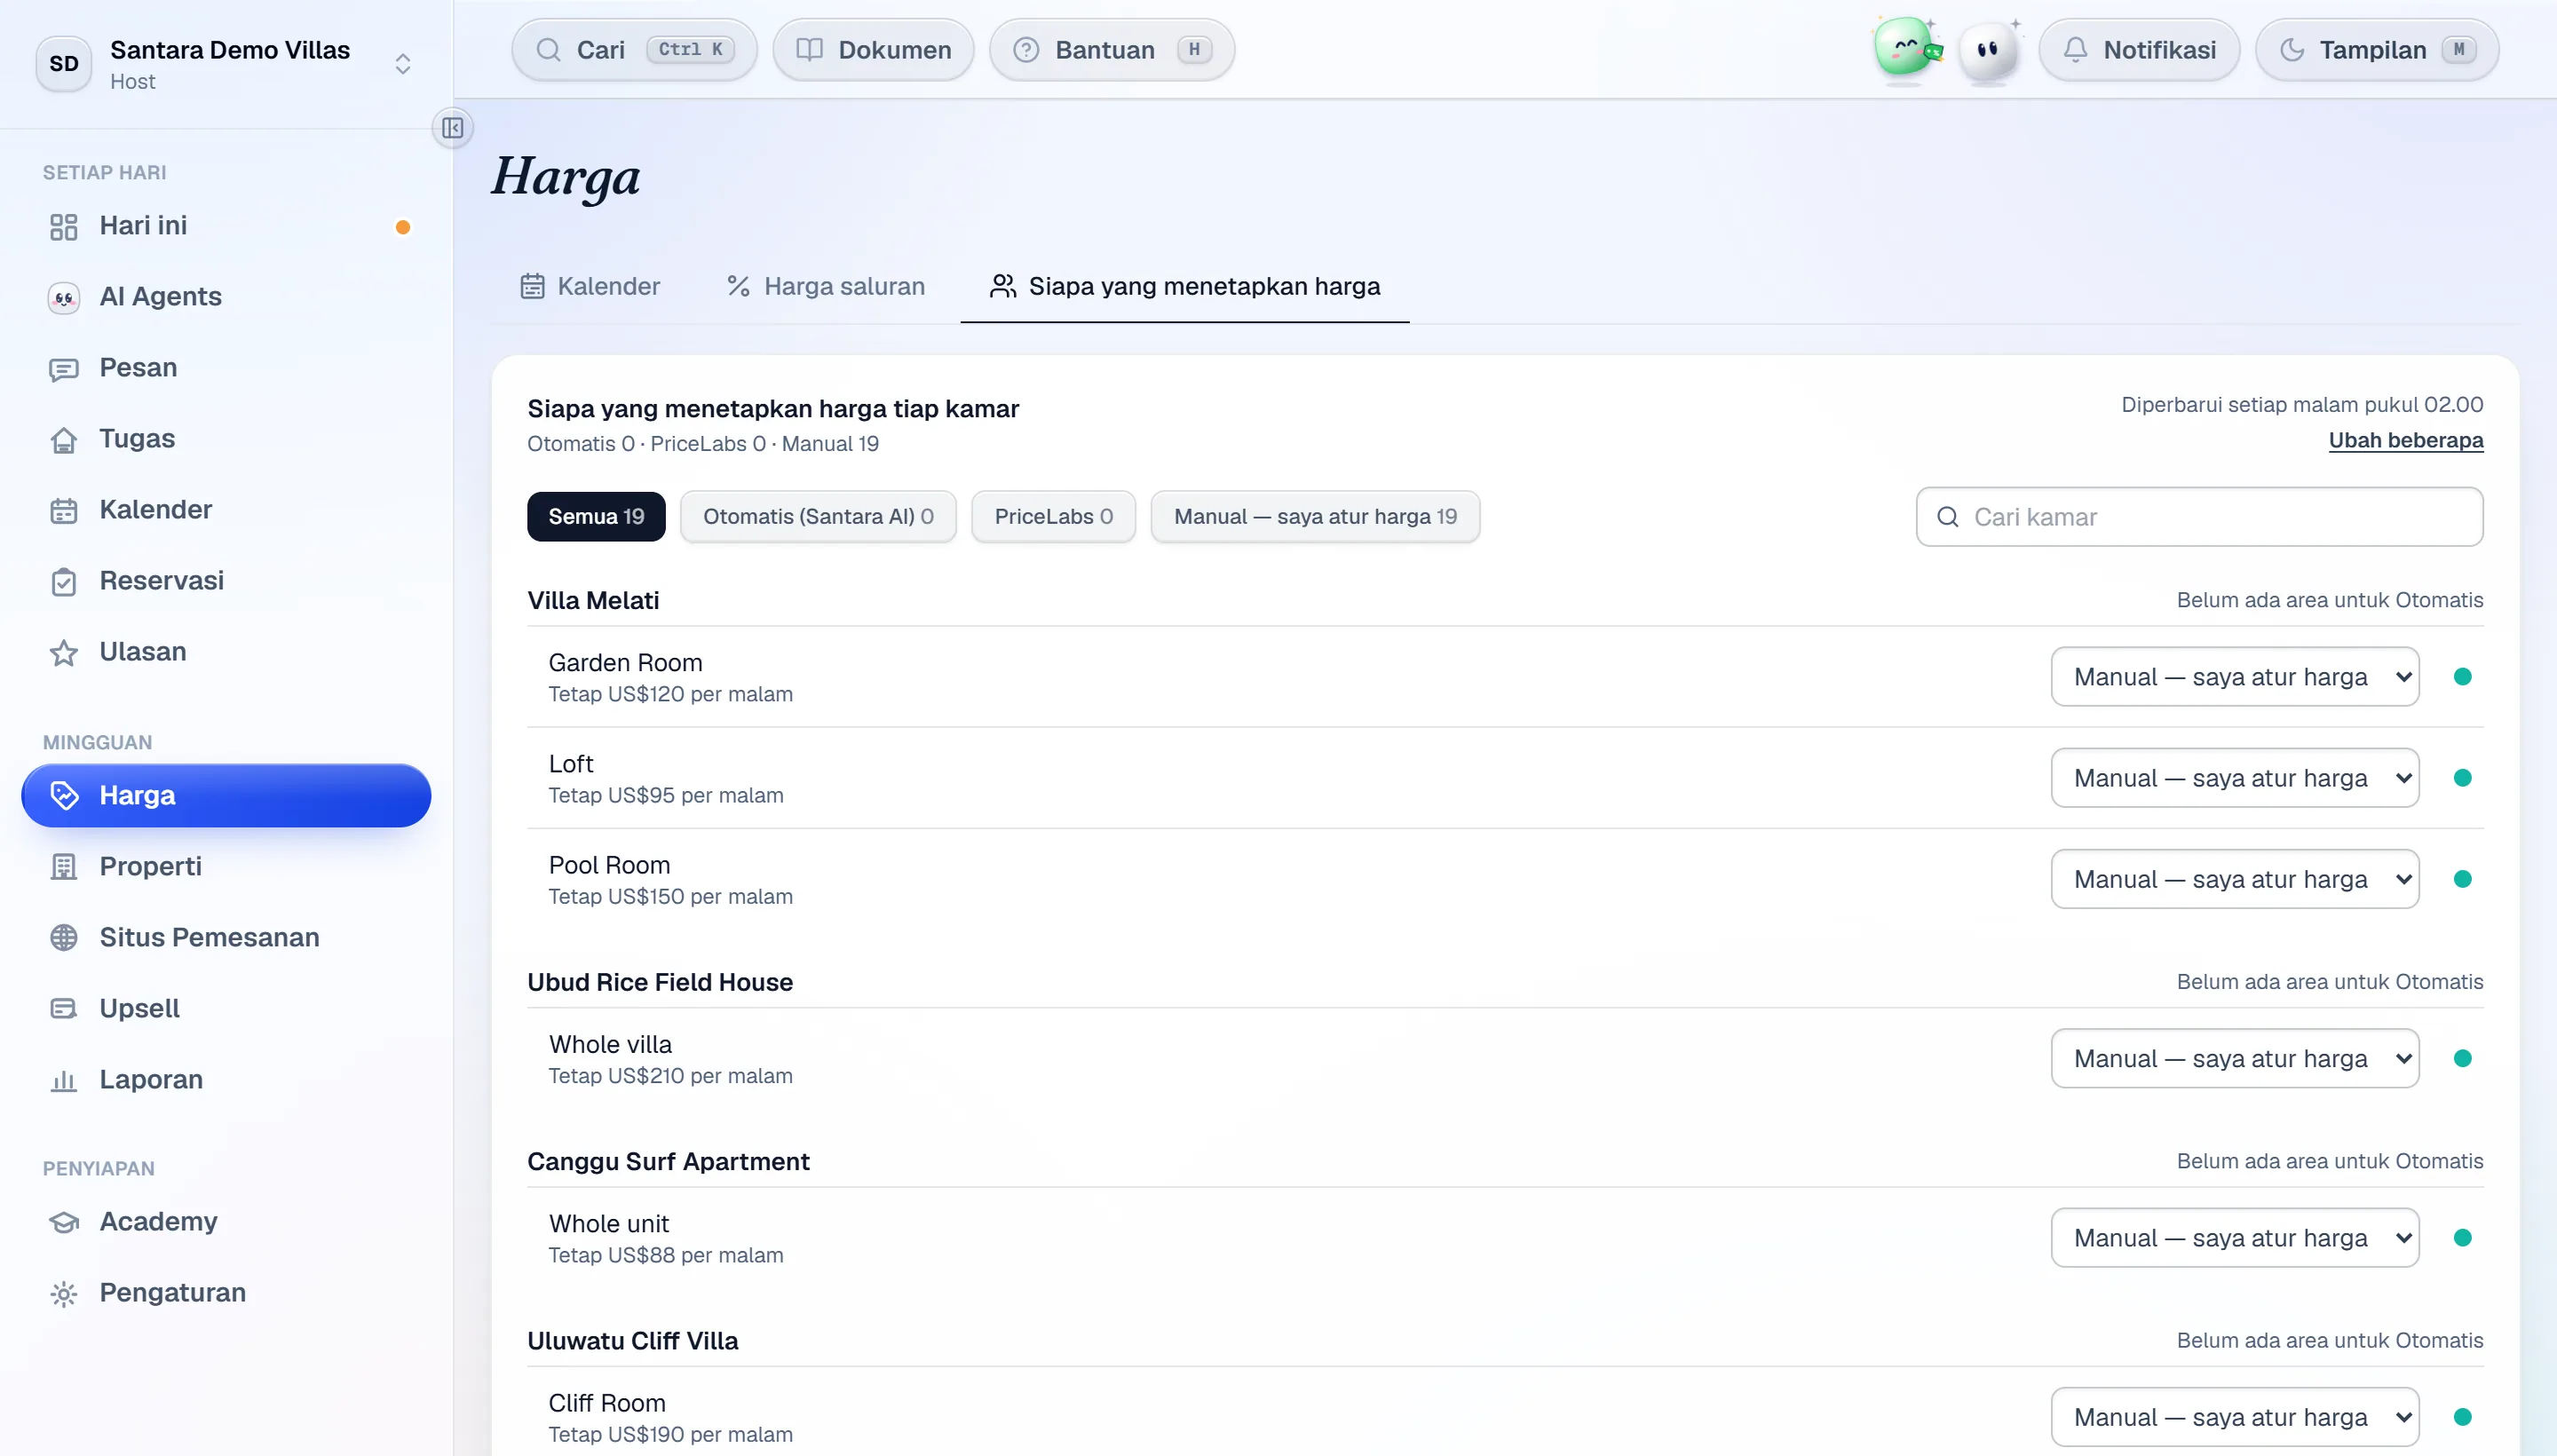 SD
Santara Demo Villas
Host
Cari Ctrl K
Dokumen
Bantuan H
Notifikasi
Tampilan M
SETIAP HARI
Hari ini
AI Agents
Pesan
Tugas
Kalender
Reservasi
Ulasan
MINGGUAN
Harga
Properti
Situs Pemesanan
Upsell
Laporan
PENYIAPAN
Academy
Pengaturan
Harga
Kalender
Harga saluran
Siapa yang menetapkan harga
Siapa yang menetapkan harga tiap kamar
Otomatis 0 · PriceLabs 0 · Manual 19
Diperbarui setiap malam pukul 02.00
Ubah beberapa
Semua 19
Otomatis (Santara AI) 0
PriceLabs 0
Manual — saya atur harga 19
Cari kamar
Villa Melati
Belum ada area untuk Otomatis
Garden Room
Tetap US$120 per malam
Manual — saya atur harga
Loft
Tetap US$95 per malam
Manual — saya atur harga
Pool Room
Tetap US$150 per malam
Manual — saya atur harga
Ubud Rice Field House
Belum ada area untuk Otomatis
Whole villa
Tetap US$210 per malam
Manual — saya atur harga
Canggu Surf Apartment
Belum ada area untuk Otomatis
Whole unit
Tetap US$88 per malam
Manual — saya atur harga
Uluwatu Cliff Villa
Belum ada area untuk Otomatis
Cliff Room
Tetap US$190 per malam
Manual — saya atur harga